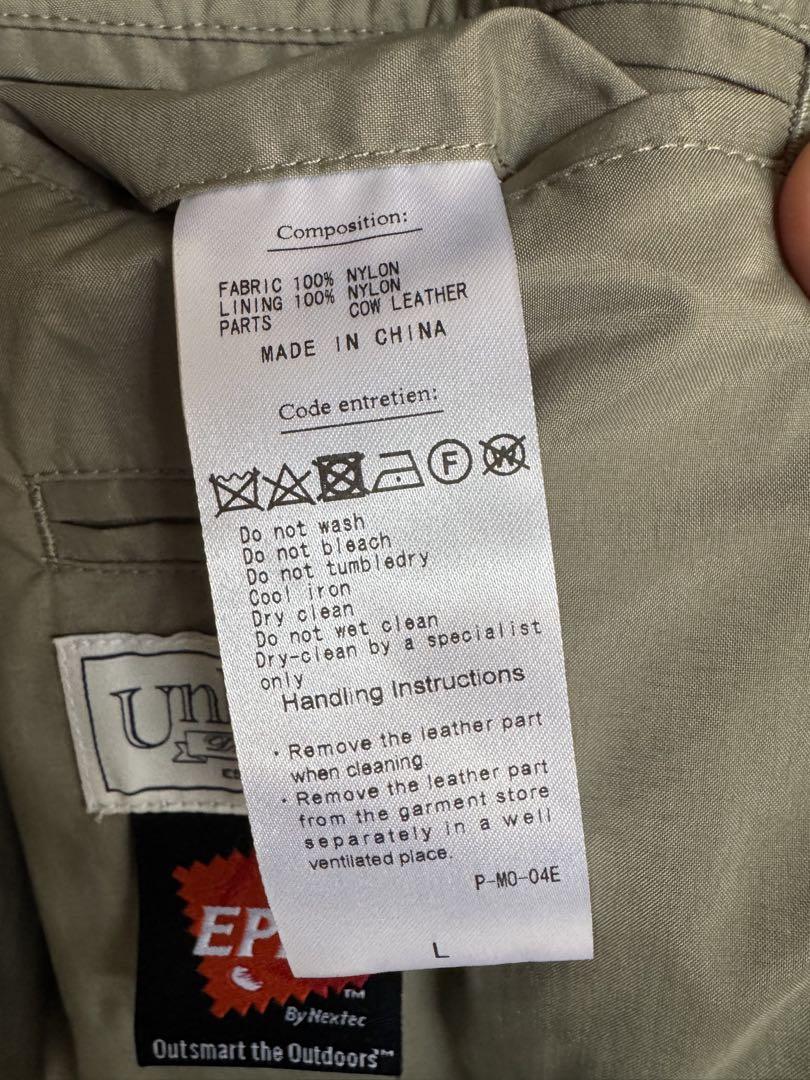 Composition:
FABRIC 100% NYLON
LINING 100% NYLON
PARTS COW LEATHER
MADE IN CHINA
Code entretien:
F
W
Do not wash
Do not bleach
Do not tumbledry
Cool iron
Dry clean
Do not wet clean
Dry-clean by a specialist
only
Handling Instructions
· Remove the leather part
when cleaning.
· Remove the leather part
from the garment store
separately in a well
ventilated place.
P-MO-04E
L
By Nextec
Outsmart the Outdoors™